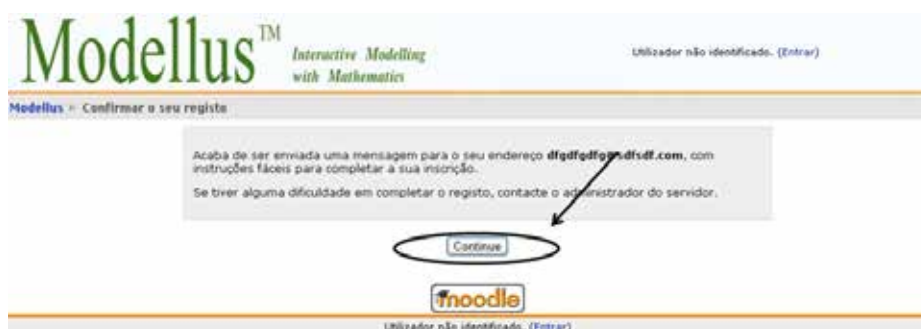 Modellus™
Interactive Modelling
with Mathematics
Utilizador não identificado. (Entrar)
Modellus » Confirmar o seu registo
Acaba de ser enviada uma mensagem para o seu endereço dfgdfgdfg@sdfsdf.com, com
instruções fáceis para completar a sua inscrição.
Se tiver alguma dificuldade em completar o registo, contacte o administrador do servidor.
Continue
moodle
Utilizador não identificado. (Entrar)